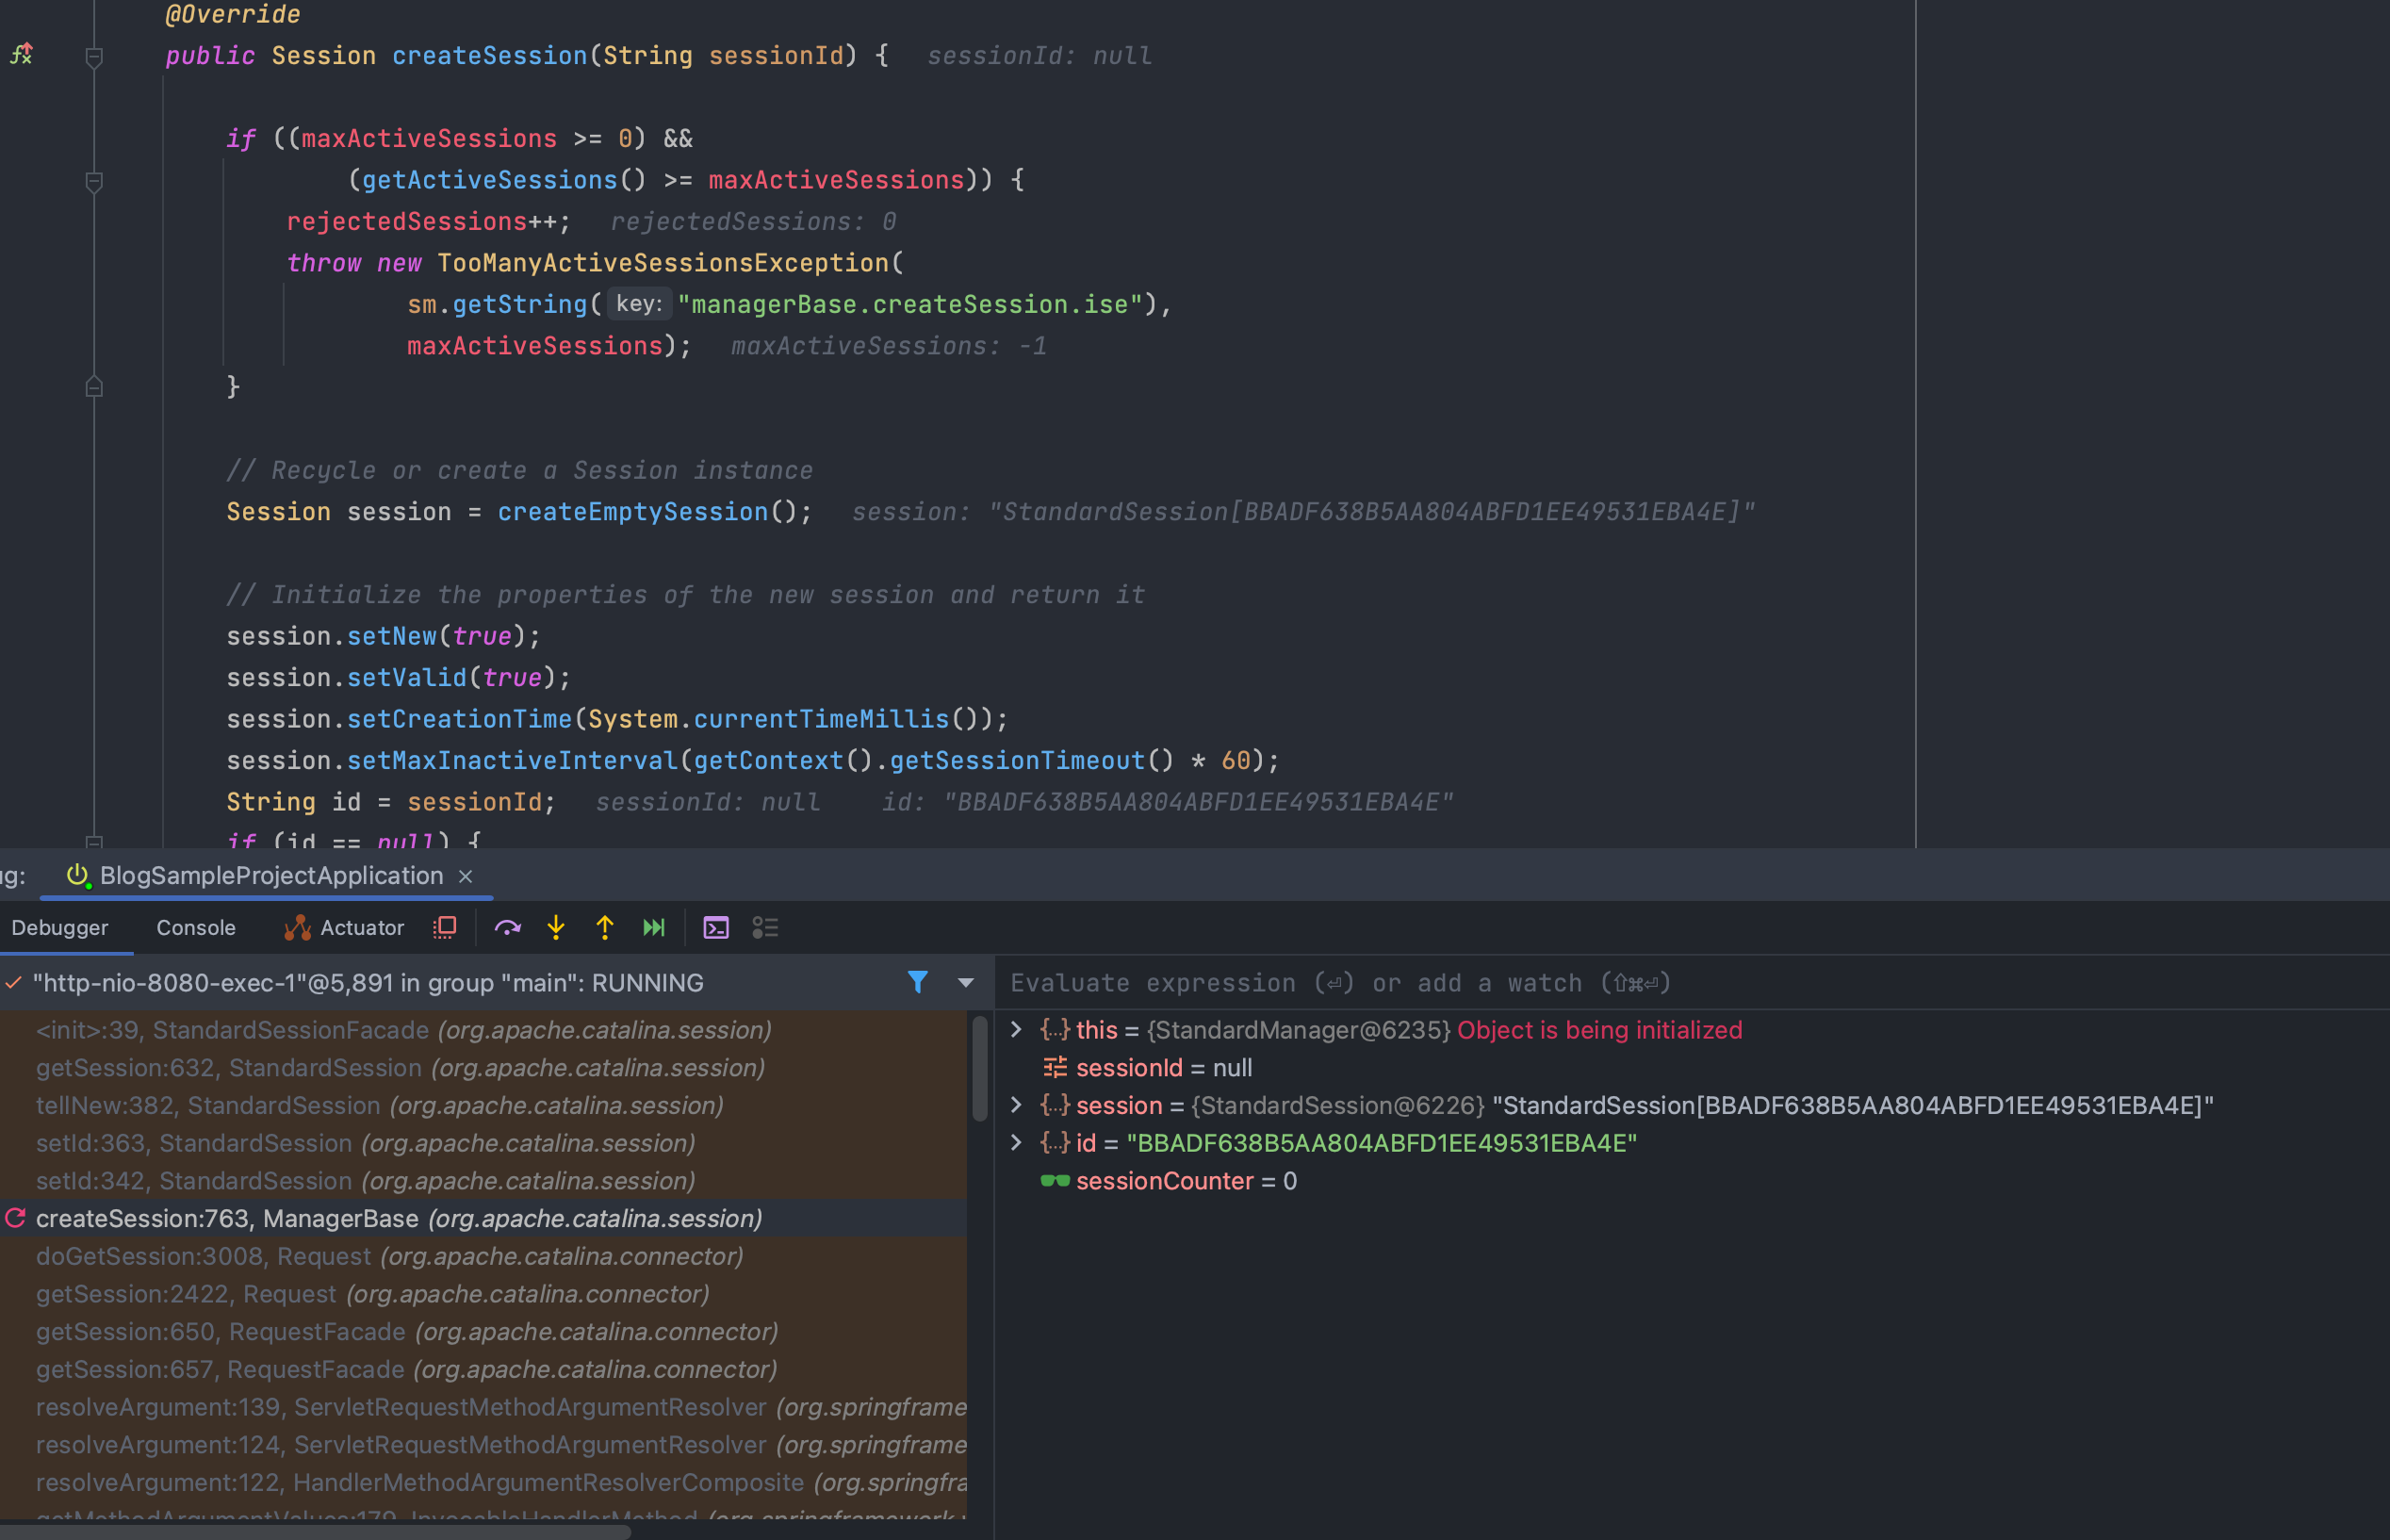 @Override
public Session createSession(String sessionId) {   sessionId: null
if ((maxActiveSessions >= 0) &&
(getActiveSessions() >= maxActiveSessions)) {
rejectedSessions++;   rejectedSessions: 0
throw new TooManyActiveSessionsException(
sm.getString( key: "managerBase.createSession.ise"),
maxActiveSessions);   maxActiveSessions: -1
}
// Recycle or create a Session instance
Session session = createEmptySession();   session: "StandardSession[BBADF638B5AA804ABFD1EE49531EBA4E]"
// Initialize the properties of the new session and return it
session.setNew(true);
session.setValid(true);
session.setCreationTime(System.currentTimeMillis());
session.setMaxInactiveInterval(getContext().getSessionTimeout() * 60);
String id = sessionId;   sessionId: null    id: "BBADF638B5AA804ABFD1EE49531EBA4E"
if (id == null) {
ug:   BlogSampleProjectApplication ×
Debugger   Console   Actuator
"http-nio-8080-exec-1"@5,891 in group "main": RUNNING
<init>:39, StandardSessionFacade (org.apache.catalina.session)
getSession:632, StandardSession (org.apache.catalina.session)
tellNew:382, StandardSession (org.apache.catalina.session)
setId:363, StandardSession (org.apache.catalina.session)
setId:342, StandardSession (org.apache.catalina.session)
createSession:763, ManagerBase (org.apache.catalina.session)
doGetSession:3008, Request (org.apache.catalina.connector)
getSession:2422, Request (org.apache.catalina.connector)
getSession:650, RequestFacade (org.apache.catalina.connector)
getSession:657, RequestFacade (org.apache.catalina.connector)
resolveArgument:139, ServletRequestMethodArgumentResolver (org.springframe
resolveArgument:124, ServletRequestMethodArgumentResolver (org.springframe
resolveArgument:122, HandlerMethodArgumentResolverComposite (org.springfra
getMethodArgumentValues:179, InvocableHandlerMethod (org.springframework.
Evaluate expression (⏎) or add a watch (⇧⌘⏎)
this = {StandardManager@6235} Object is being initialized
sessionId = null
session = {StandardSession@6226} "StandardSession[BBADF638B5AA804ABFD1EE49531EBA4E]"
id = "BBADF638B5AA804ABFD1EE49531EBA4E"
sessionCounter = 0